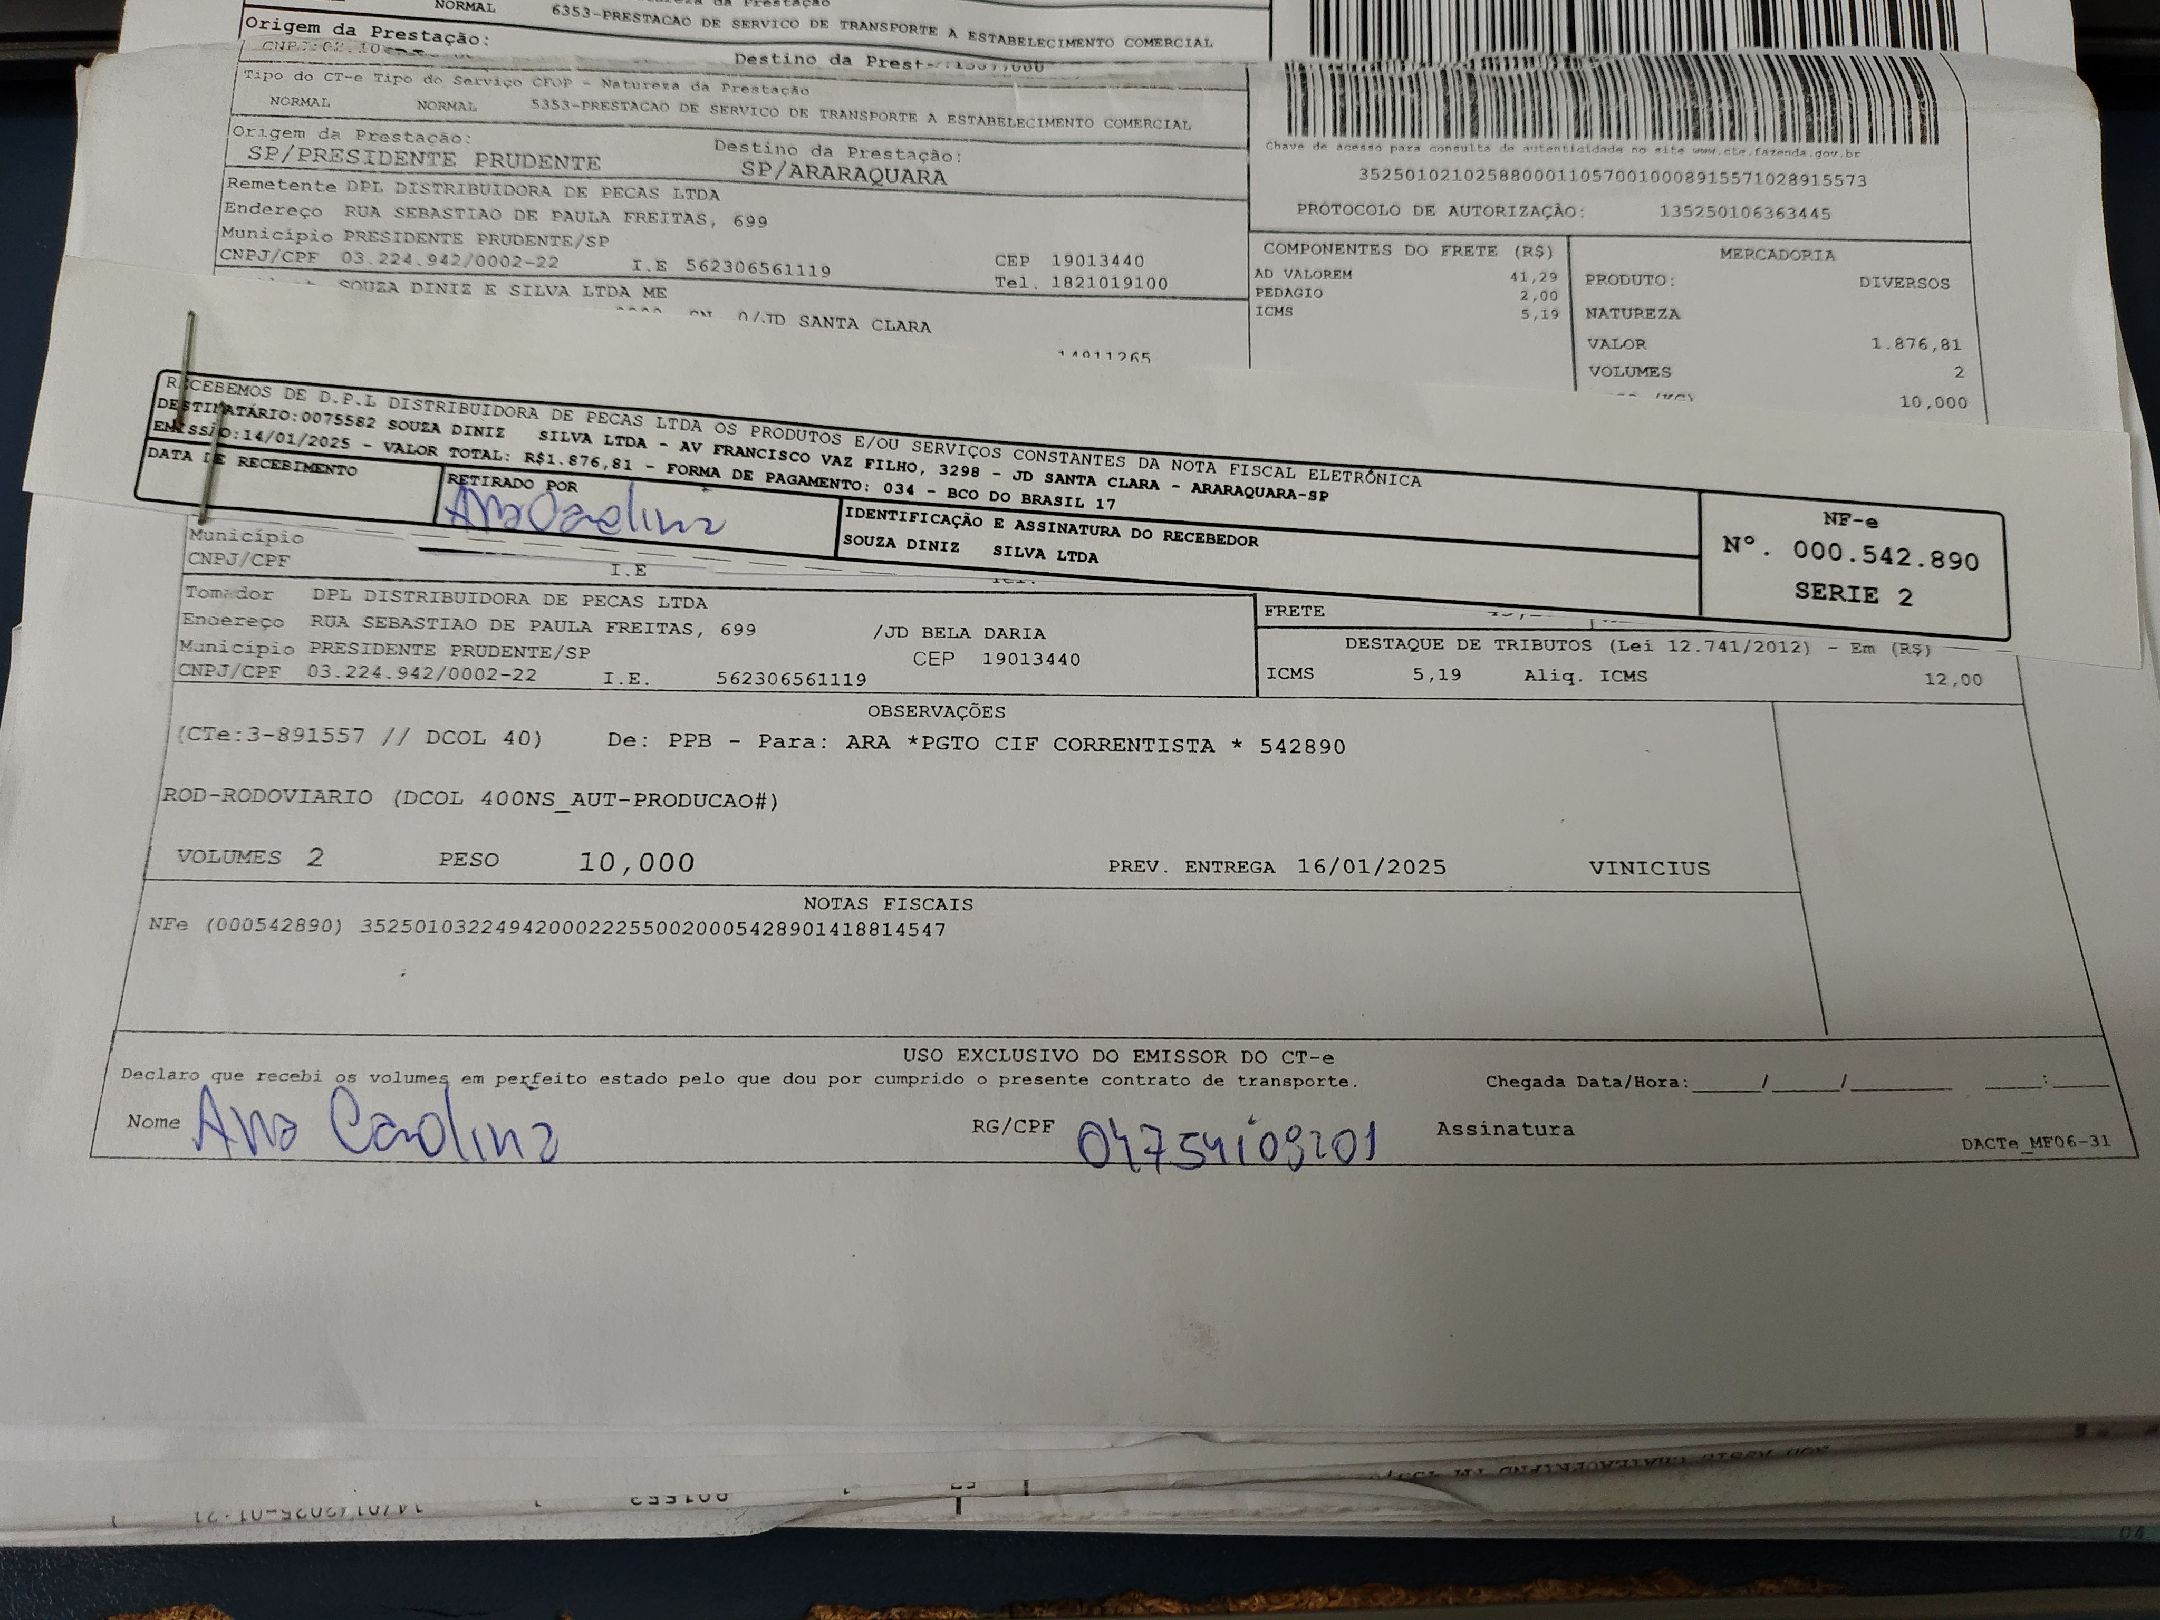 NORMAL 6353-PRESTACAO DE SERVICO DE TRANSPORTE A ESTABELECIMENTO COMERCIAL
Origem da Prestação:
Destino da Prest
Tipo do CT-e Tipo do Serviço CFOP - Natureza da Prestação
NORMAL NORMAL 5353-PRESTACAO DE SERVICO DE TRANSPORTE A ESTABELECIMENTO COMERCIAL
Origem da Prestação: Destino da Prestação:
SP/PRESIDENTE PRUDENTE SP/ARARAQUARA
Remetente DPL DISTRIBUIDORA DE PECAS LTDA
Endereço RUA SEBASTIAO DE PAULA FREITAS, 699
Município PRESIDENTE PRUDENTE/SP CEP 19013440
CNPJ/CPF 03.224.942/0002-22 I.E 562306561119 Tel. 1821019100
SOUZA DINIZ E SILVA LTDA ME
0/JD SANTA CLARA
14811265
Chave de acesso para consulta de autenticidade no site www.cte.fazenda.gov.br
35250102102588000110570010008915571028915573
PROTOCOLO DE AUTORIZAÇÃO: 135250106363445
COMPONENTES DO FRETE (R$)
AD VALOREM 41,29
PEDAGIO 2,00
ICMS 5,19
MERCADORIA
PRODUTO: DIVERSOS
NATUREZA
VALOR 1.876,81
VOLUMES 2
10,000
RECEBEMOS DE D.P.L DISTRIBUIDORA DE PECAS LTDA OS PRODUTOS E/OU SERVIÇOS CONSTANTES DA NOTA FISCAL ELETRÔNICA
DESTINATÁRIO:0075582 SOUZA DINIZ SILVA LTDA - AV FRANCISCO VAZ FILHO, 3298 - JD SANTA CLARA - ARARAQUARA-SP
EMISSÃO:14/01/2025 - VALOR TOTAL: R$1.876,81 - FORMA DE PAGAMENTO: 034 - BCO DO BRASIL 17
DATA DE RECEBIMENTO
RETIRADO POR
Ana Carolina
IDENTIFICAÇÃO E ASSINATURA DO RECEBEDOR
SOUZA DINIZ SILVA LTDA
NF-e
Nº. 000.542.890
SERIE 2
Município
CNPJ/CPF I.E
Tomador DPL DISTRIBUIDORA DE PECAS LTDA
Endereço RUA SEBASTIAO DE PAULA FREITAS, 699 /JD BELA DARIA
Município PRESIDENTE PRUDENTE/SP CEP 19013440
CNPJ/CPF 03.224.942/0002-22 I.E. 562306561119
FRETE
DESTAQUE DE TRIBUTOS (Lei 12.741/2012) - Em (R$)
ICMS 5,19 Aliq. ICMS 12,00
OBSERVAÇÕES
(CTe:3-891557 // DCOL 40) De: PPB - Para: ARA *PGTO CIF CORRENTISTA * 542890
ROD-RODOVIARIO (DCOL 400NS_AUT-PRODUCAO#)
VOLUMES 2 PESO 10,000 PREV. ENTREGA 16/01/2025 VINICIUS
NOTAS FISCAIS
NFe (000542890) 35250103224942000222550020005428901418814547
USO EXCLUSIVO DO EMISSOR DO CT-e
Declaro que recebi os volumes em perfeito estado pelo que dou por cumprido o presente contrato de transporte. Chegada Data/Hora:____/____/______ ___:____
Nome Ana Carolina RG/CPF Assinatura
DACTe_MF06-31